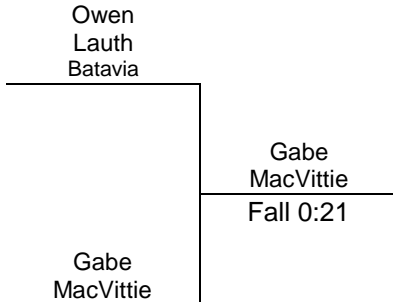 Owen
Lauth
Batavia
Gabe
MacVittie
Fall 0:21
Gabe
MacVittie